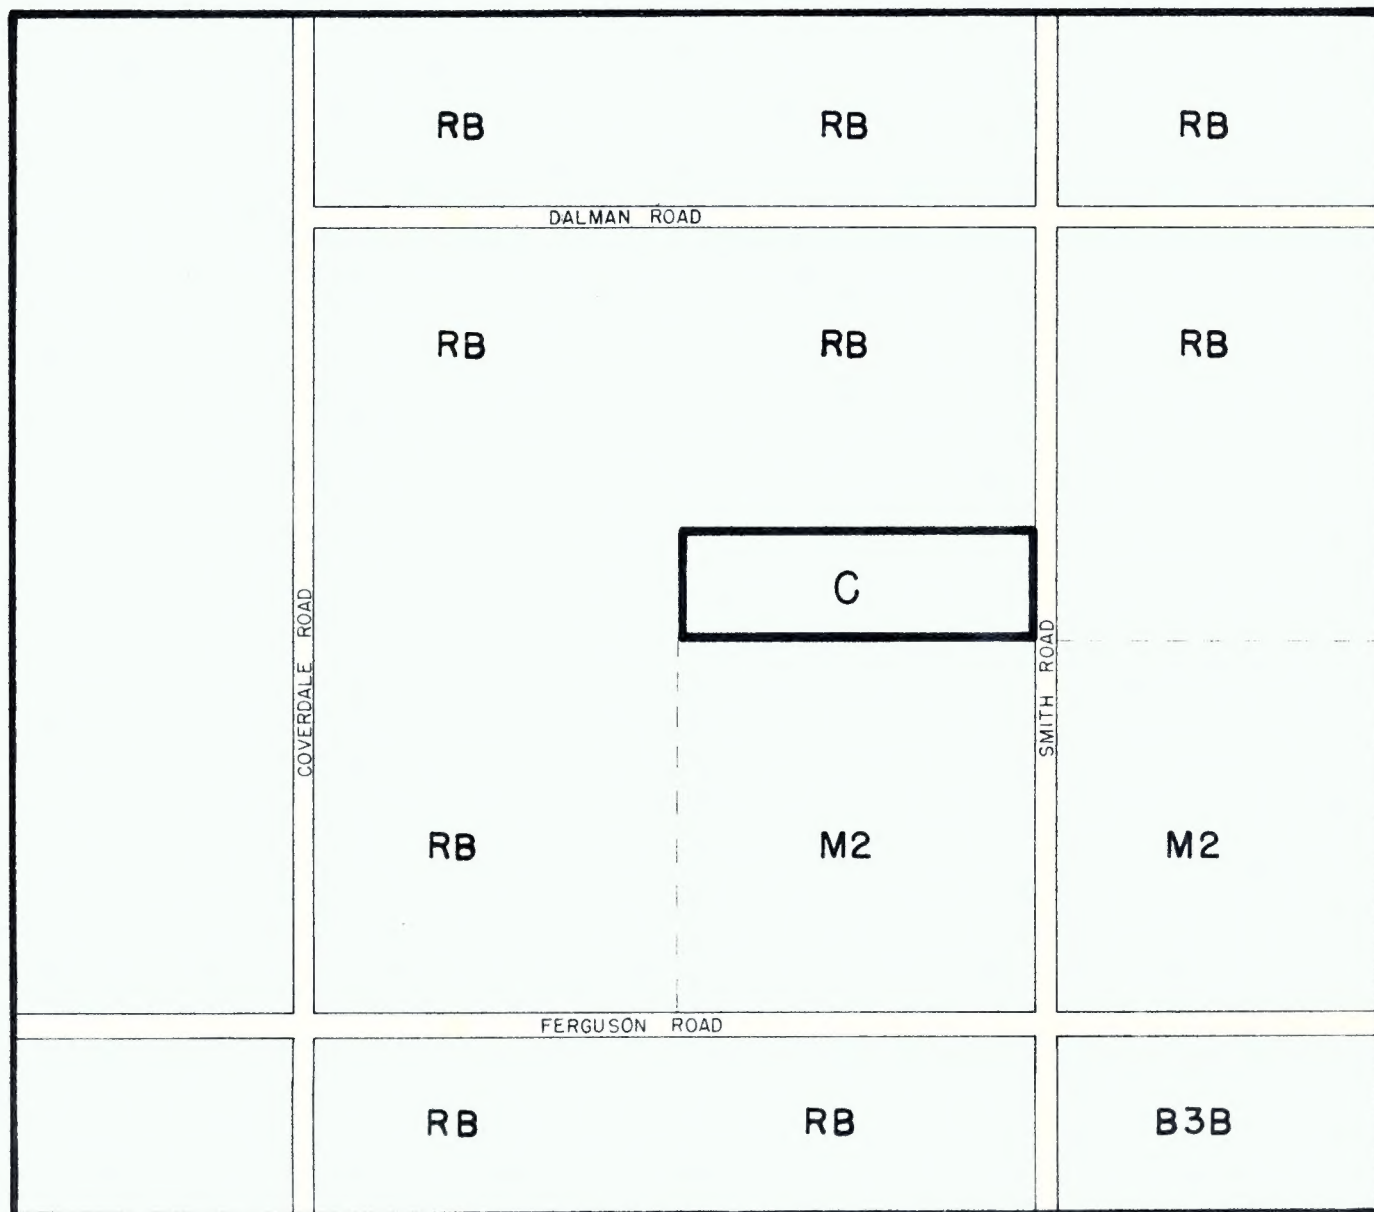 RB RB RB
DALMAN ROAD
RB RB RB
C
COVERDALE ROAD
SMITH ROAD
RB M2 M2
FERGUSON ROAD
RB RB B3B